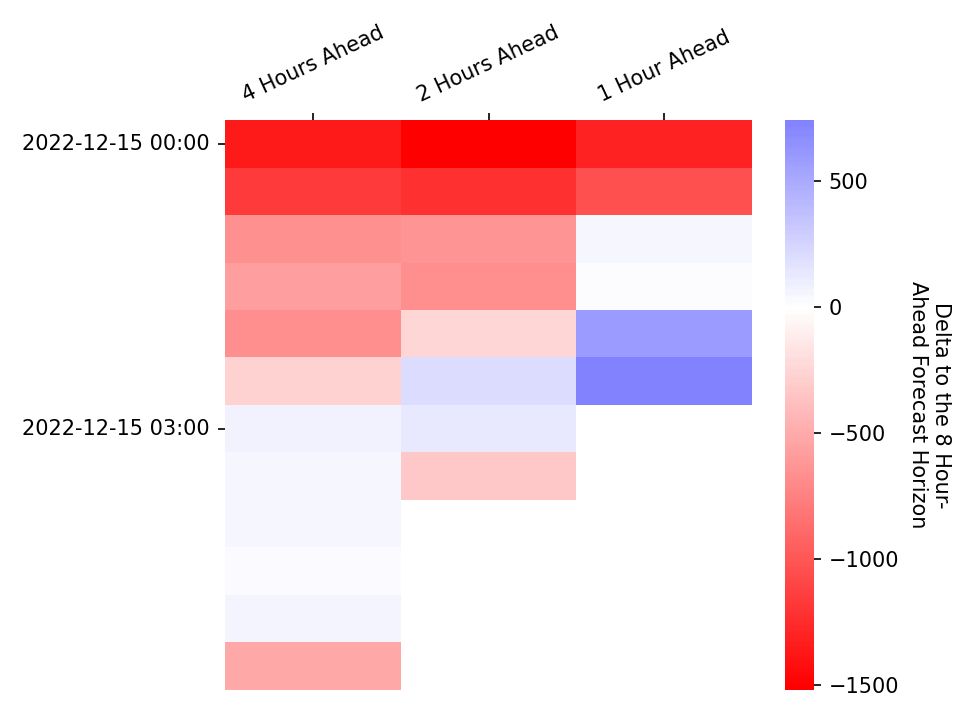 4 Hours Ahead
2 Hours Ahead
1 Hour Ahead
2022-12-15 00:00
2022-12-15 03:00
500
0
−500
−1000
−1500
Delta to the 8 Hour-
Ahead Forecast Horizon